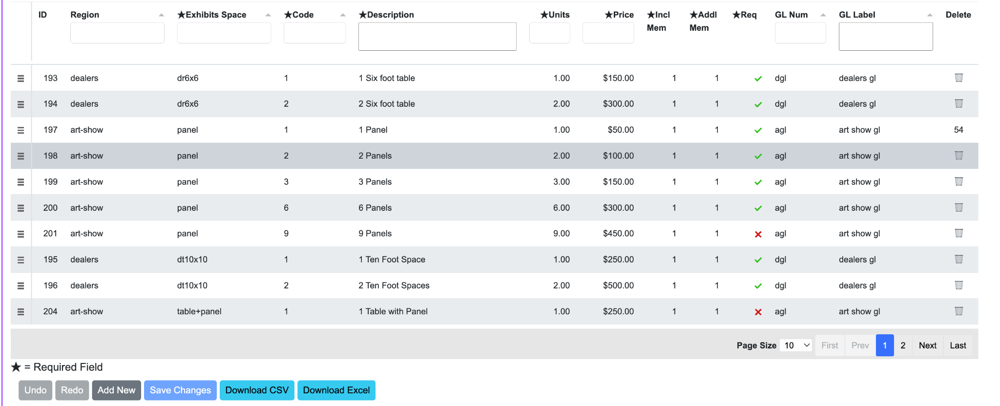 ID Region ★Exhibits Space ★Code ★Description ★Units ★Price ★Incl Mem ★Addl Mem ★Req GL Num GL Label Delete
193 dealers dr6x6 1 1 Six foot table 1.00 $150.00 1 1 dgl dealers gl
194 dealers dr6x6 2 2 Six foot table 2.00 $300.00 1 1 dgl dealers gl
197 art-show panel 1 1 Panel 1.00 $50.00 1 1 agl art show gl 54
198 art-show panel 2 2 Panels 2.00 $100.00 1 1 agl art show gl
199 art-show panel 3 3 Panels 3.00 $150.00 1 1 agl art show gl
200 art-show panel 6 6 Panels 6.00 $300.00 1 1 agl art show gl
201 art-show panel 9 9 Panels 9.00 $450.00 1 1 agl art show gl
195 dealers dt10x10 1 1 Ten Foot Space 1.00 $250.00 1 1 dgl dealers gl
196 dealers dt10x10 2 2 Ten Foot Spaces 2.00 $500.00 1 1 dgl dealers gl
204 art-show table+panel 1 1 Table with Panel 1.00 $250.00 1 1 agl art show gl
Page Size 10 First Prev 1 2 Next Last
★ = Required Field
Undo Redo Add New Save Changes Download CSV Download Excel